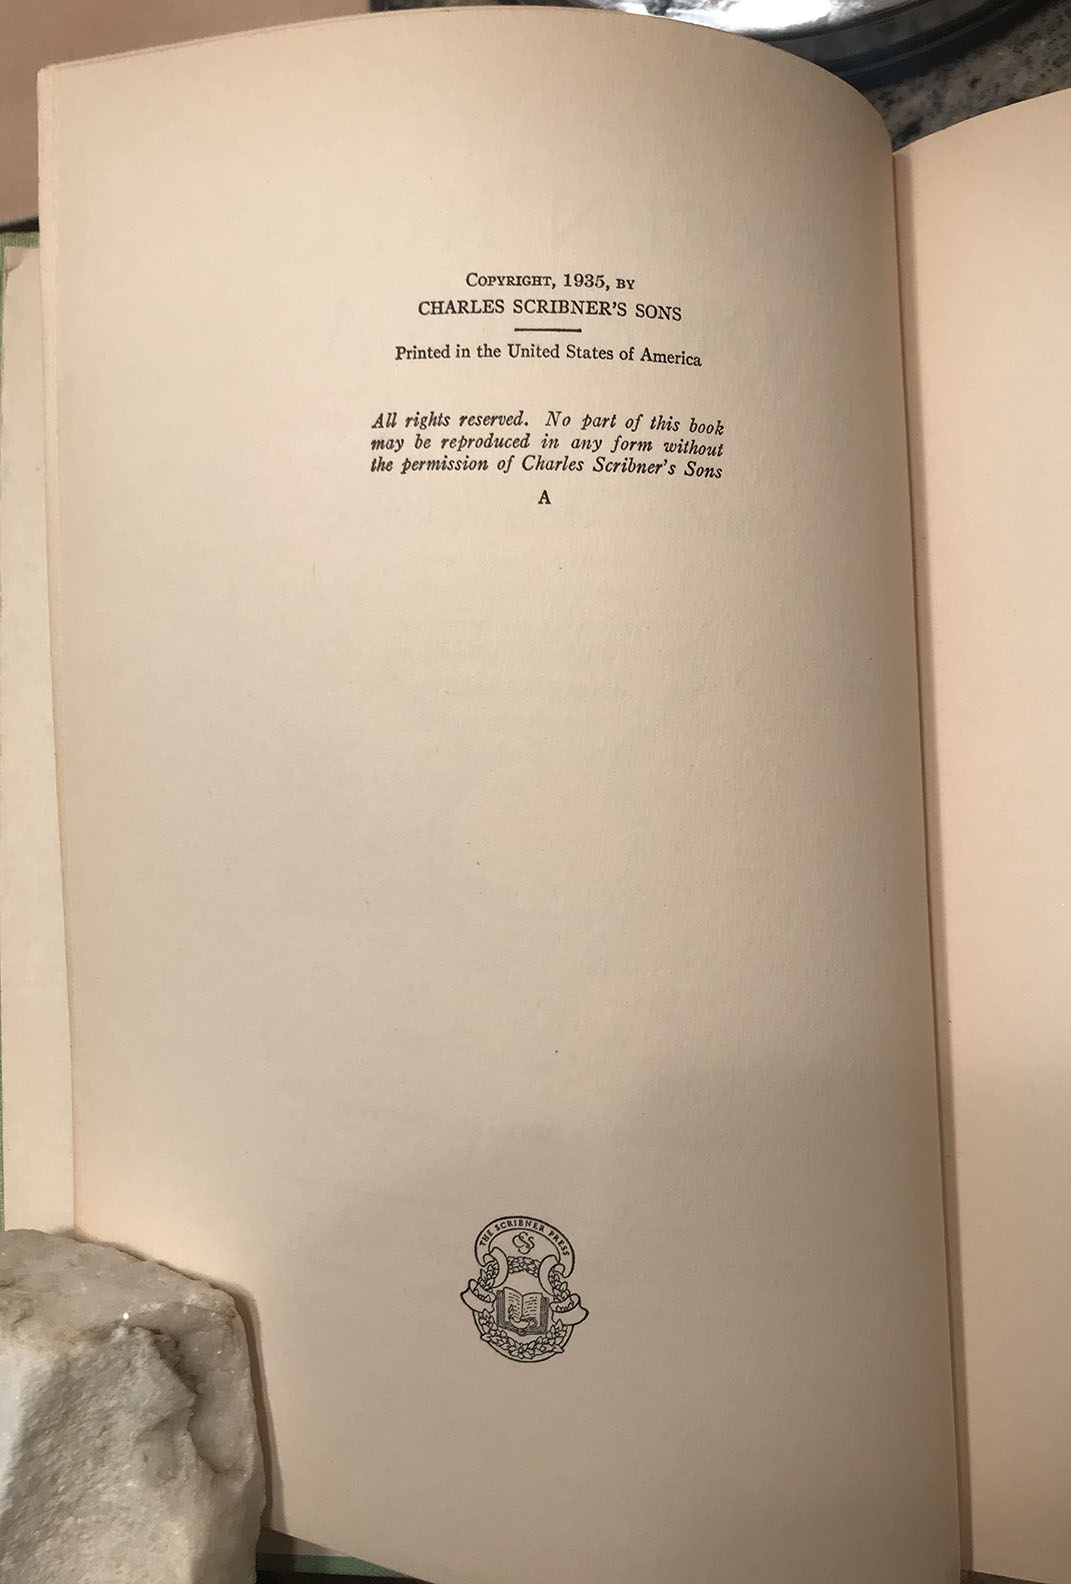 COPYRIGHT, 1935, BY
CHARLES SCRIBNER'S SONS
Printed in the United States of America
All rights reserved. No part of this book
may be reproduced in any form without
the permission of Charles Scribner's Sons
A
THE SCRIBNER PRESS
CSS